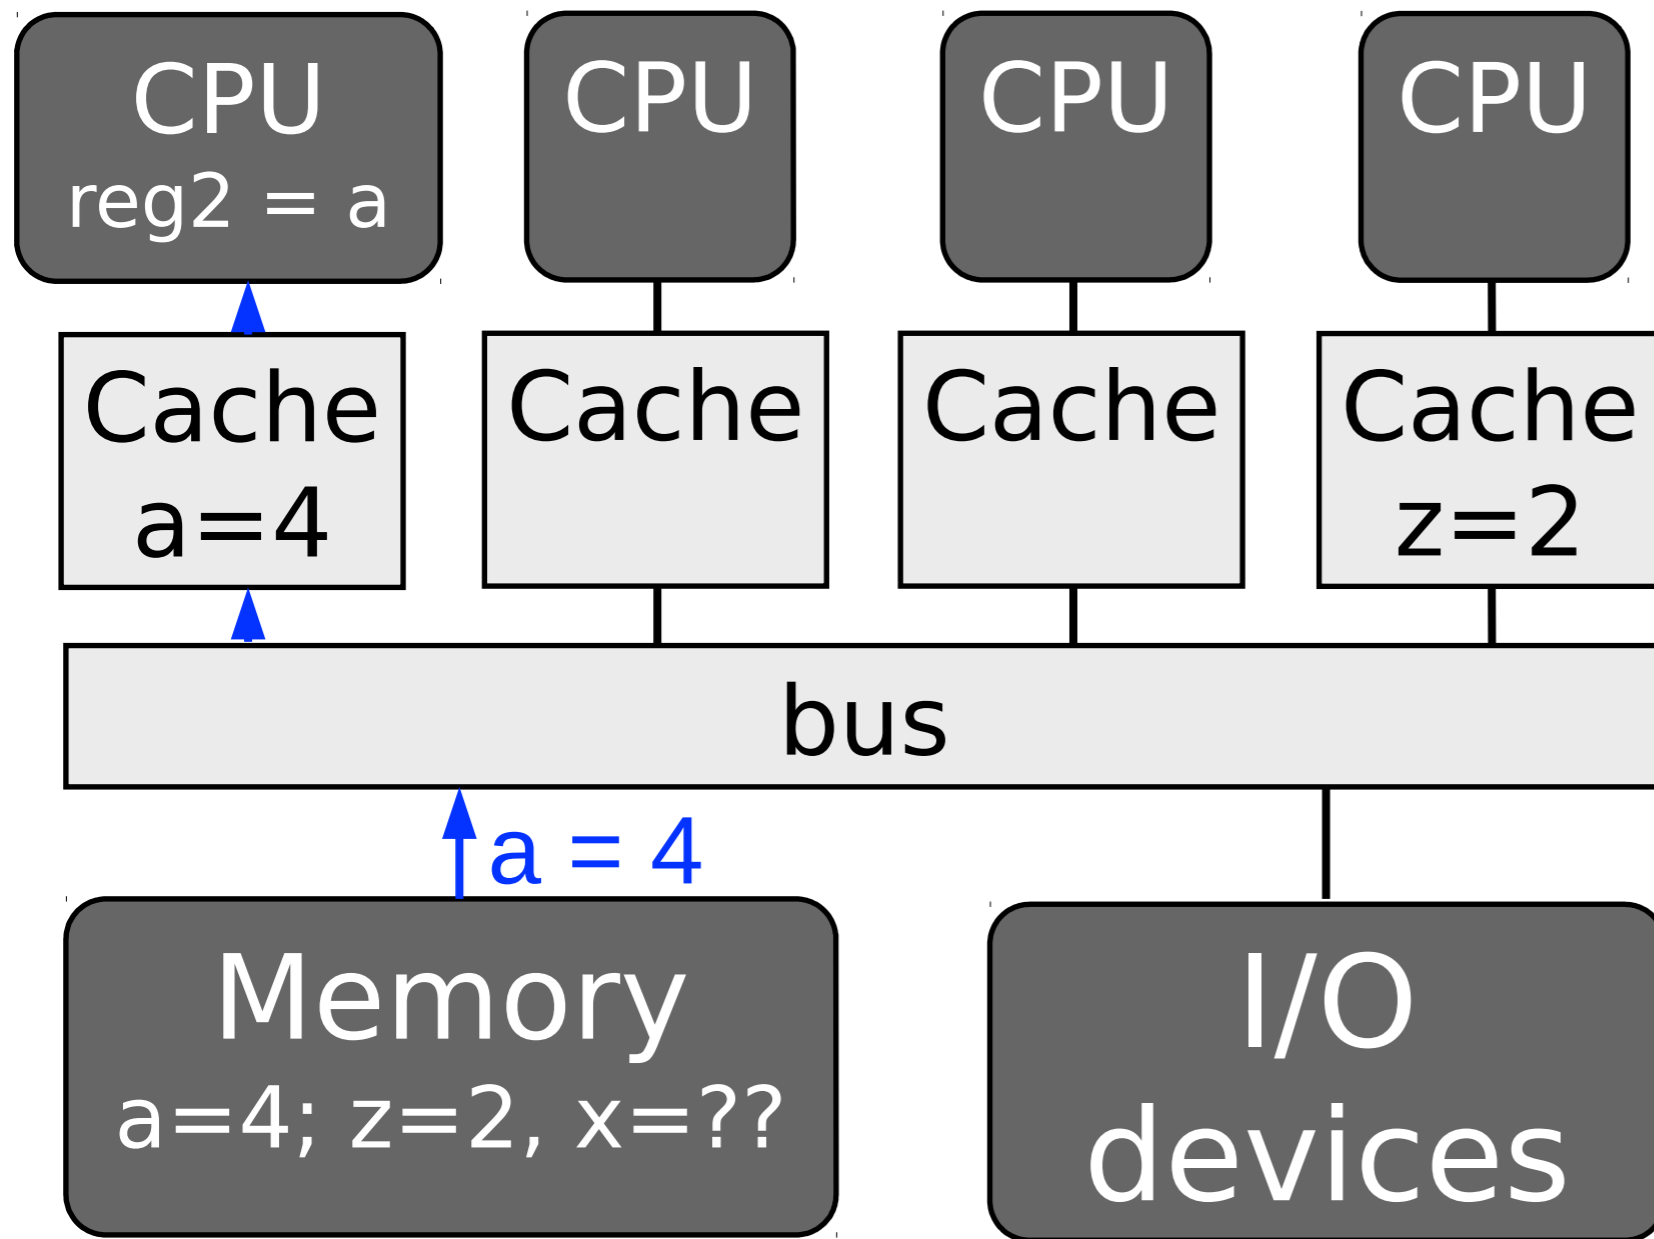 CPU
reg2 = a
CPU
CPU
CPU
Cache
a=4
Cache
Cache
Cache
z=2
bus
a = 4
Memory
a=4; z=2, x=??
I/O
devices